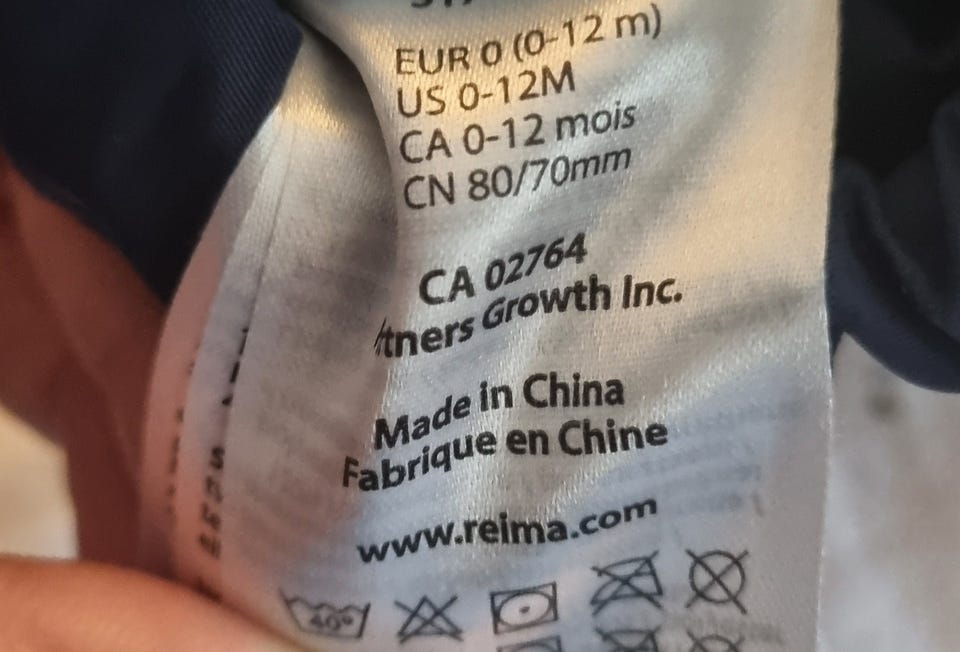 EUR 0 (0-12 m)
US 0-12M
CA 0-12 mois
CN 80/70mm
CA 02764
tners Growth Inc.
Made in China
Fabrique en Chine
www.reima.com
40°